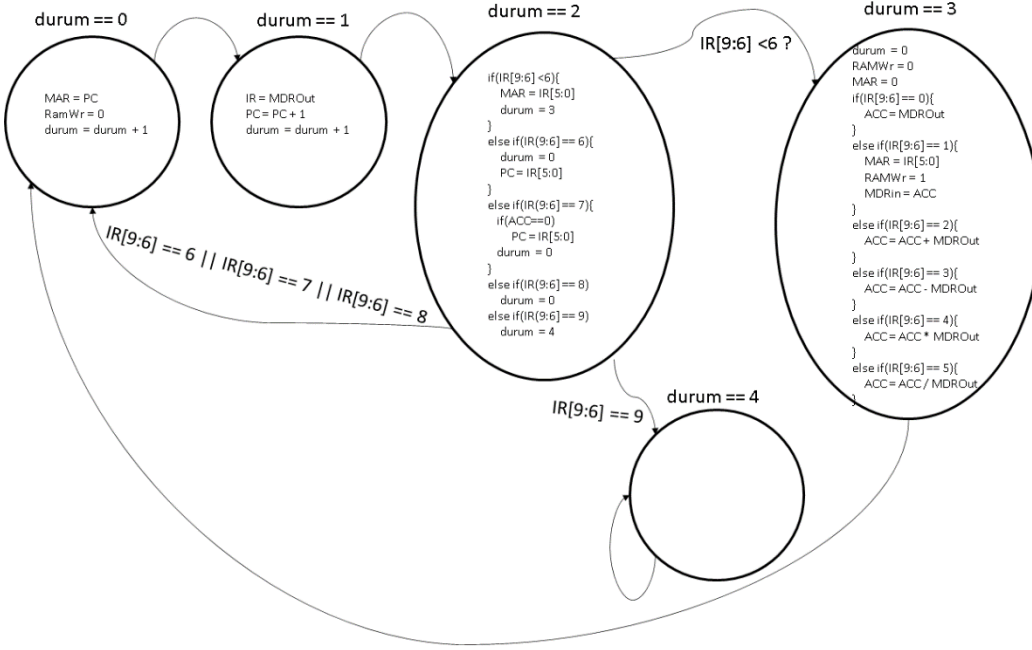 durum == 0
MAR = PC
RamWr = 0
durum = durum + 1
durum == 1
IR = MDROut
PC = PC + 1
durum = durum + 1
durum == 2
if(IR[9:6] <6){
MAR = IR[5:0]
durum = 3
}
else if(IR(9:6] == 6){
durum = 0
PC = IR[5:0]
}
else if(IR(9:6] == 7){
if(ACC==0)
PC = IR[5:0]
durum = 0
}
else if(IR(9:6] == 8)
durum = 0
else if(IR(9:6] == 9)
durum = 4
IR[9:6] <6 ?
durum == 3
durum = 0
RAMWr = 0
MAR = 0
if(IR[9:6] == 0){
ACC = MDROut
}
else if(IR[9:6] == 1){
MAR = IR[5:0]
RAMWr = 1
MDRin = ACC
}
else if(IR[9:6] == 2){
ACC = ACC + MDROut
}
else if(IR[9:6] == 3){
ACC = ACC - MDROut
}
else if(IR[9:6] == 4){
ACC = ACC * MDROut
}
else if(IR[9:6] == 5){
ACC = ACC / MDROut
}
IR[9:6] == 6 || IR[9:6] == 7 || IR[9:6] == 8
IR[9:6] == 9
durum == 4